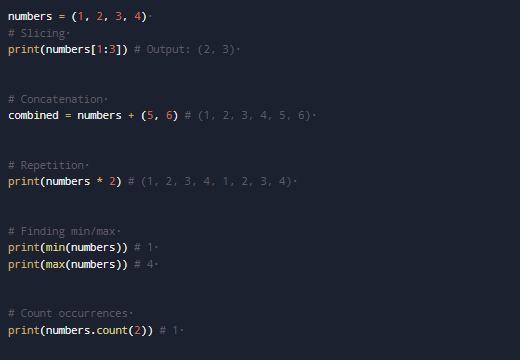 numbers = (1, 2, 3, 4)
# Slicing
print(numbers[1:3]) # Output: (2, 3)
# Concatenation
combined = numbers + (5, 6) # (1, 2, 3, 4, 5, 6)
# Repetition
print(numbers * 2) # (1, 2, 3, 4, 1, 2, 3, 4)
# Finding min/max
print(min(numbers)) # 1
print(max(numbers)) # 4
# Count occurrences
print(numbers.count(2)) # 1